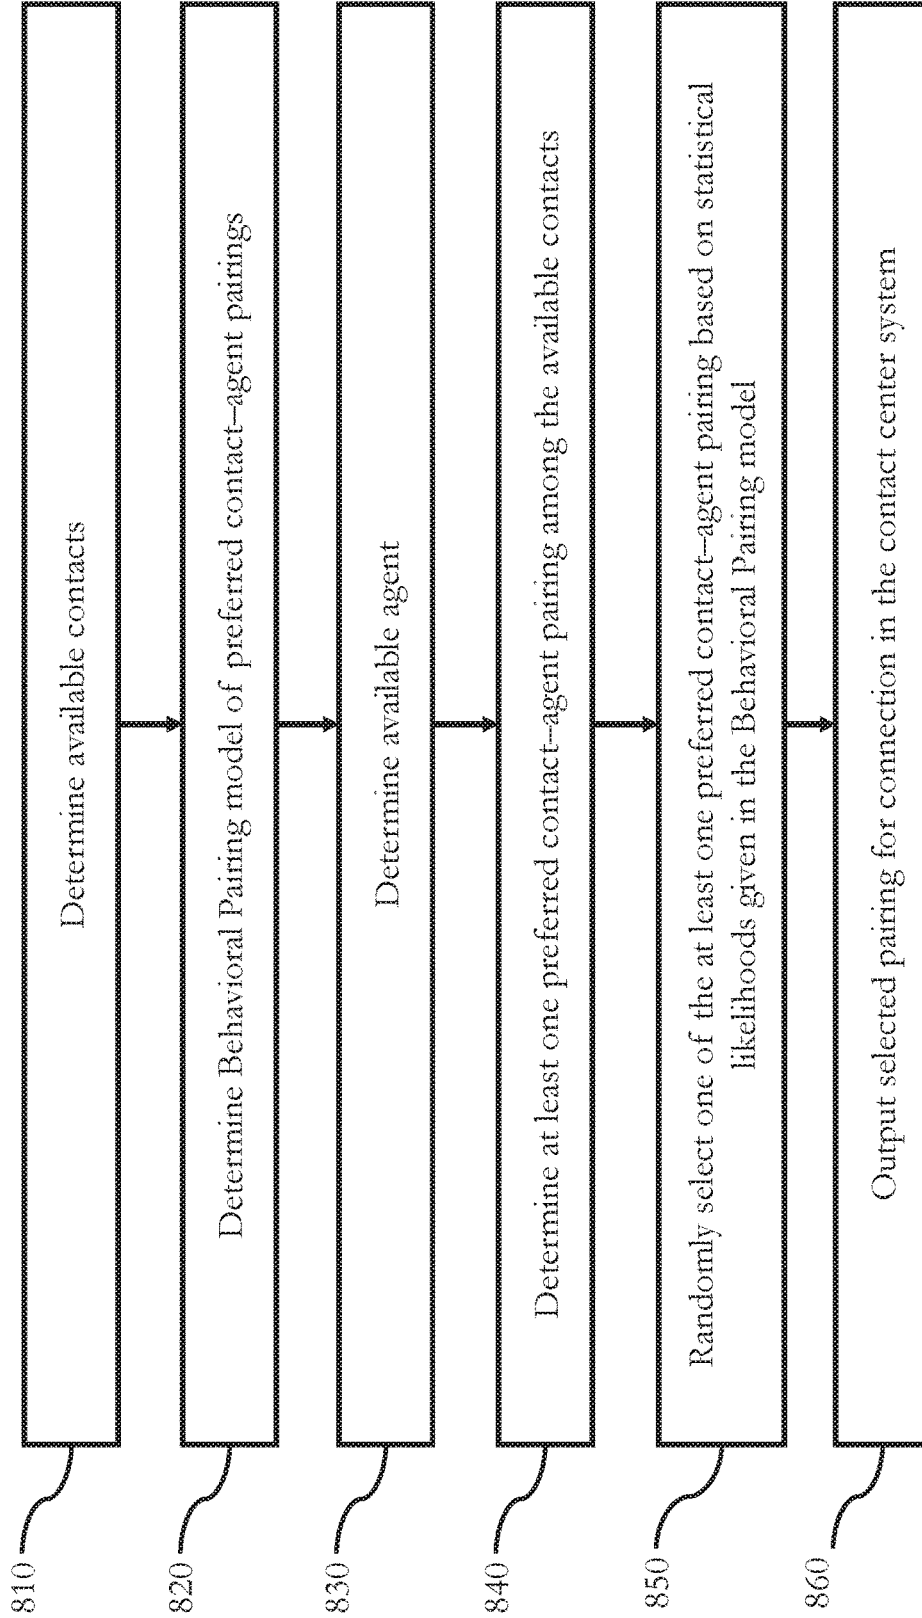 810
Determine available contacts
820
Determine Behavioral Pairing model of preferred contact–agent pairings
830
Determine available agent
840
Determine at least one preferred contact–agent pairing among the available contacts
850
Randomly select one of the at least one preferred contact–agent pairing based on statistical
likelihoods given in the Behavioral Pairing model
860
Output selected pairing for connection in the contact center system